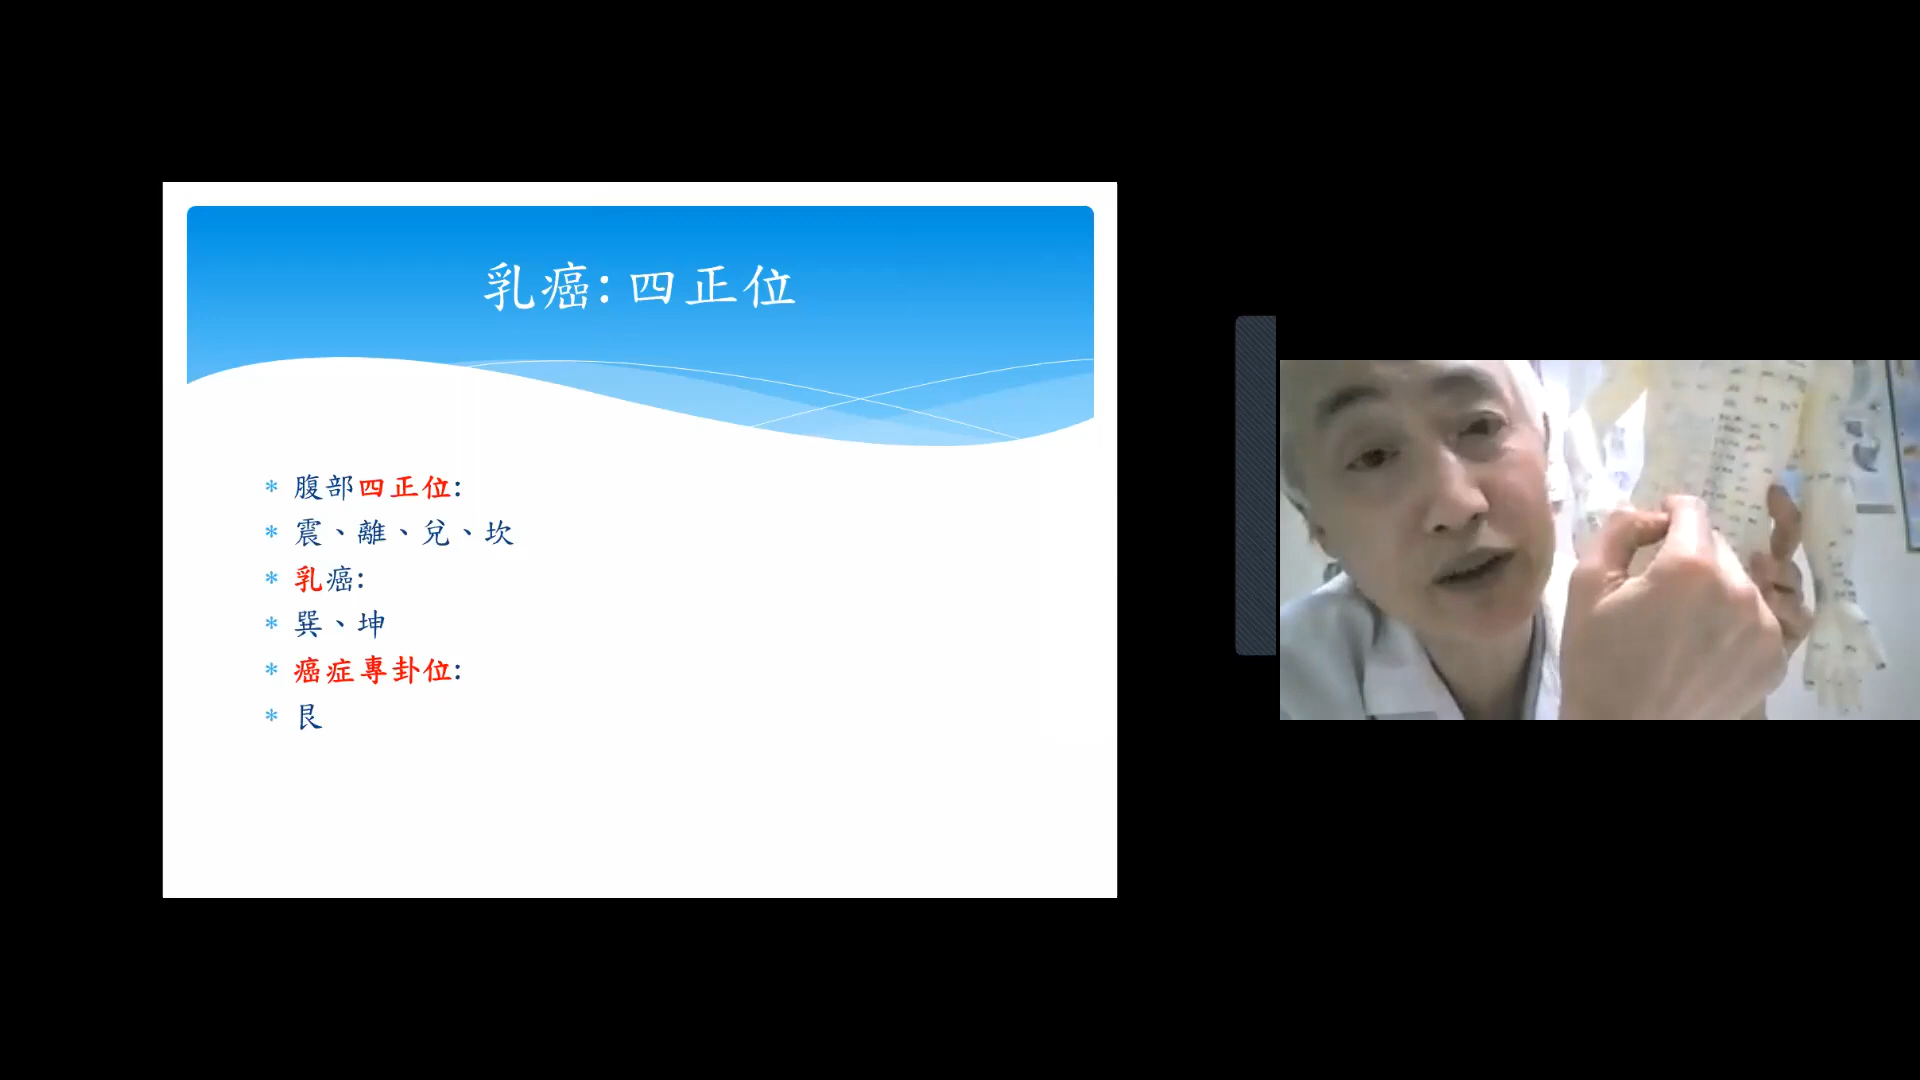 乳癌: 四正位
* 腹部四正位:
* 震、離、兌、坎
* 乳癌:
* 巽、坤
* 癌症專卦位:
* 艮